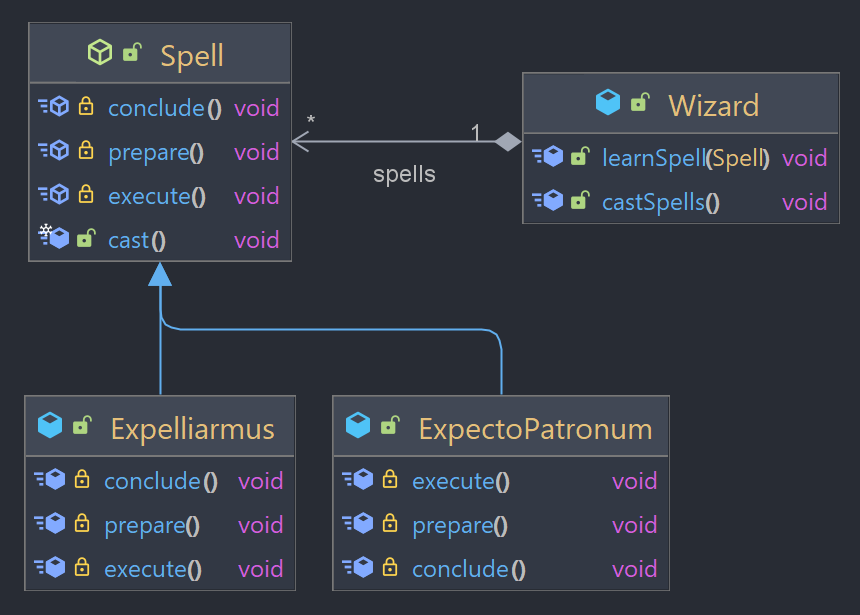 Spell
conclude() void
prepare() void
execute() void
cast() void
*
1
spells
Wizard
learnSpell(Spell) void
castSpells() void
Expelliarmus
conclude() void
prepare() void
execute() void
ExpectoPatronum
execute() void
prepare() void
conclude() void